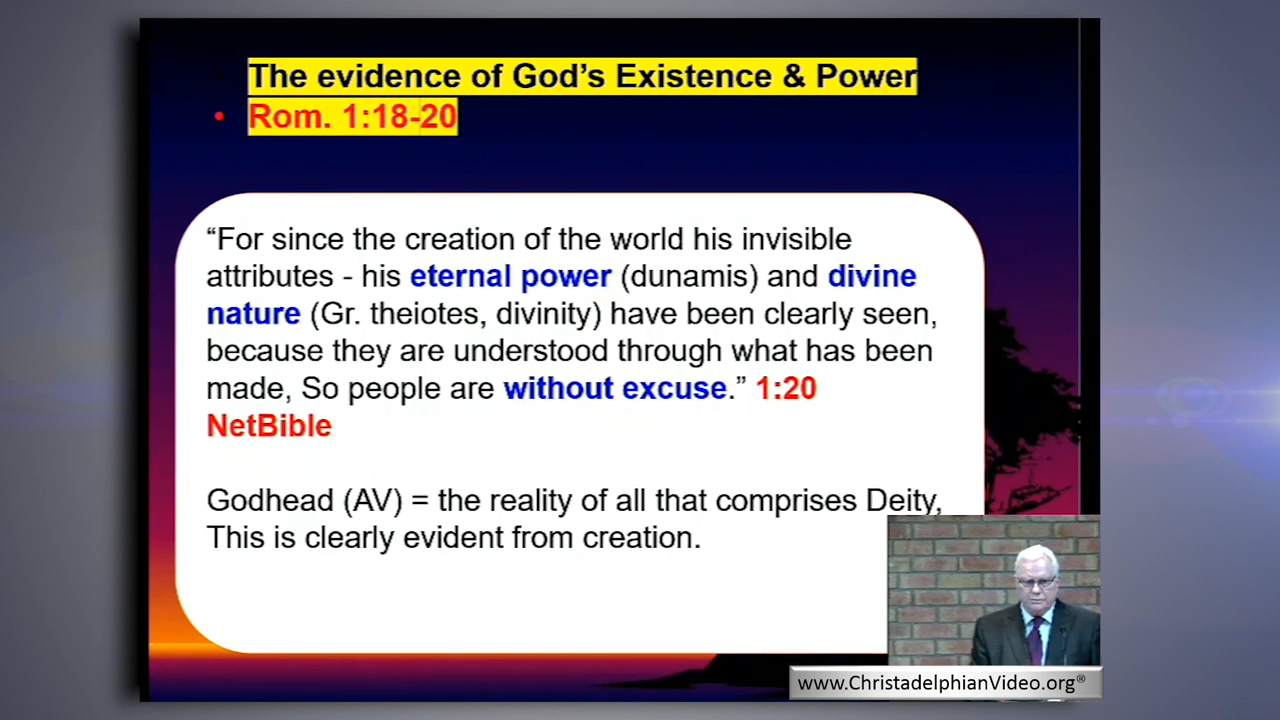 The evidence of God’s Existence & Power
• Rom. 1:18-20
“For since the creation of the world his invisible
attributes - his eternal power (dunamis) and divine
nature (Gr. theiotes, divinity) have been clearly seen,
because they are understood through what has been
made, So people are without excuse.” 1:20
NetBible
Godhead (AV) = the reality of all that comprises Deity,
This is clearly evident from creation.
www.ChristadelphianVideo.org®